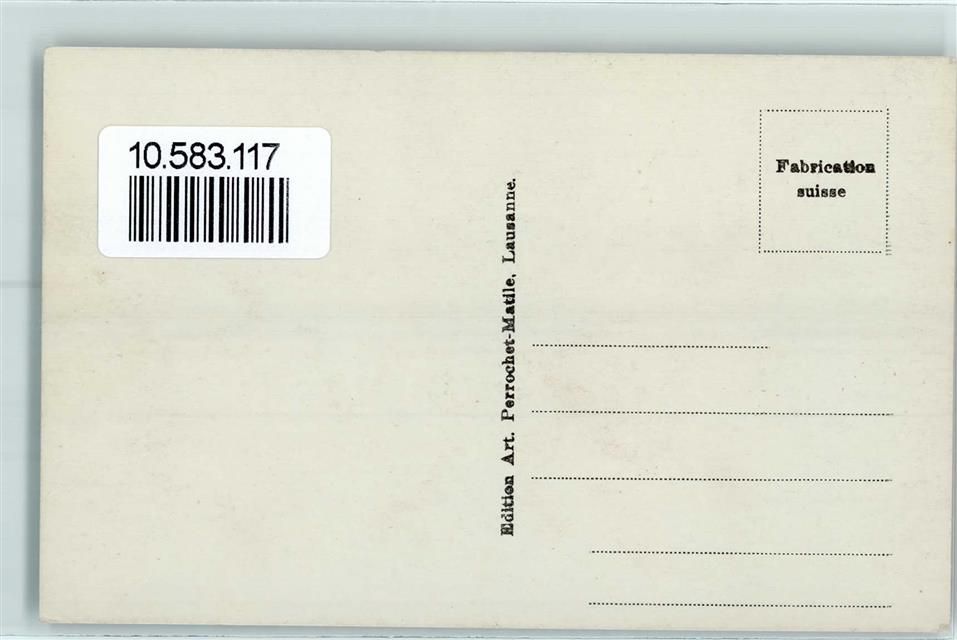 10.583.117
Edition Art. Perrochet-Matile, Lausanne.
Fabrication
suisse